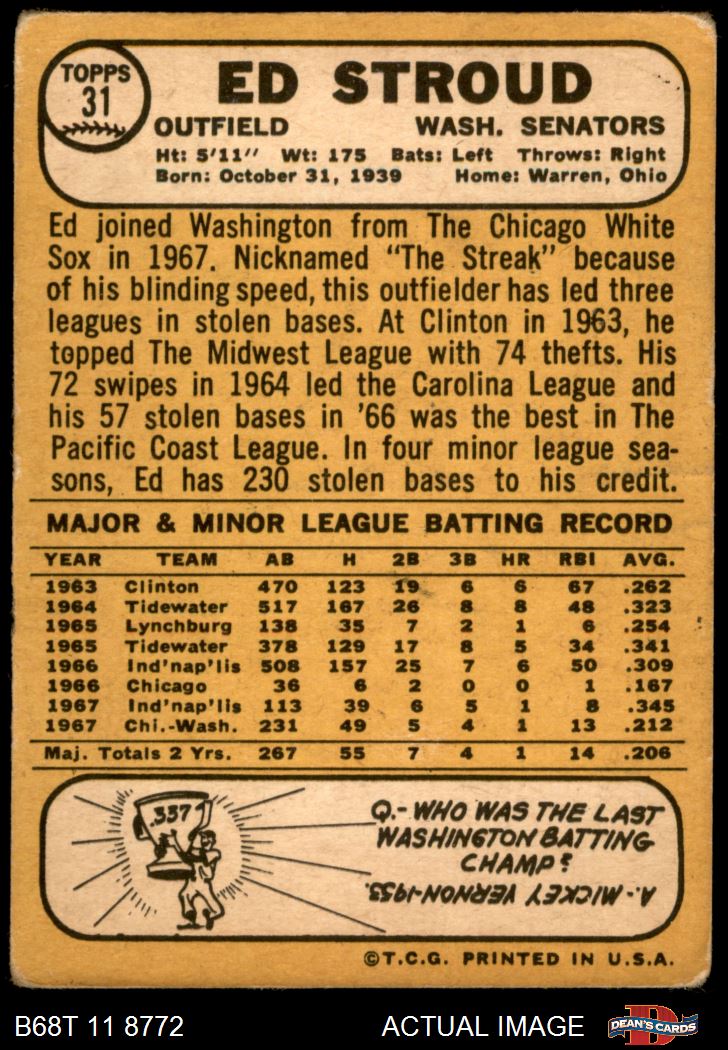 TOPPS
31
ED STROUD
OUTFIELD WASH. SENATORS
Ht: 5'11" Wt: 175 Bats: Left Throws: Right
Born: October 31, 1939 Home: Warren, Ohio
Ed joined Washington from The Chicago White
Sox in 1967. Nicknamed "The Streak" because
of his blinding speed, this outfielder has led three
leagues in stolen bases. At Clinton in 1963, he
topped The Midwest League with 74 thefts. His
72 swipes in 1964 led the Carolina League and
his 57 stolen bases in '66 was the best in The
Pacific Coast League. In four minor league sea-
sons, Ed has 230 stolen bases to his credit.
MAJOR & MINOR LEAGUE BATTING RECORD
YEAR TEAM AB H 2B 3B HR RBI AVG.
1963 Clinton 470 123 19 6 6 67 .262
1964 Tidewater 517 167 26 8 8 48 .323
1965 Lynchburg 138 35 7 2 1 6 .254
1965 Tidewater 378 129 17 8 5 34 .341
1966 Ind'nap'lis 508 157 25 7 6 50 .309
1966 Chicago 36 6 2 0 0 1 .167
1967 Ind'nap'lis 113 39 6 5 1 8 .345
1967 Chi.-Wash. 231 49 5 4 1 13 .212
Maj. Totals 2 Yrs. 267 55 7 4 1 14 .206
.337
Q.- WHO WAS THE LAST
WASHINGTON BATTING
CHAMP?
A.- MICKEY VERNON-1953.
©T.C.G. PRINTED IN U.S.A.
B68T 11 8772 ACTUAL IMAGE DEAN'S CARDS